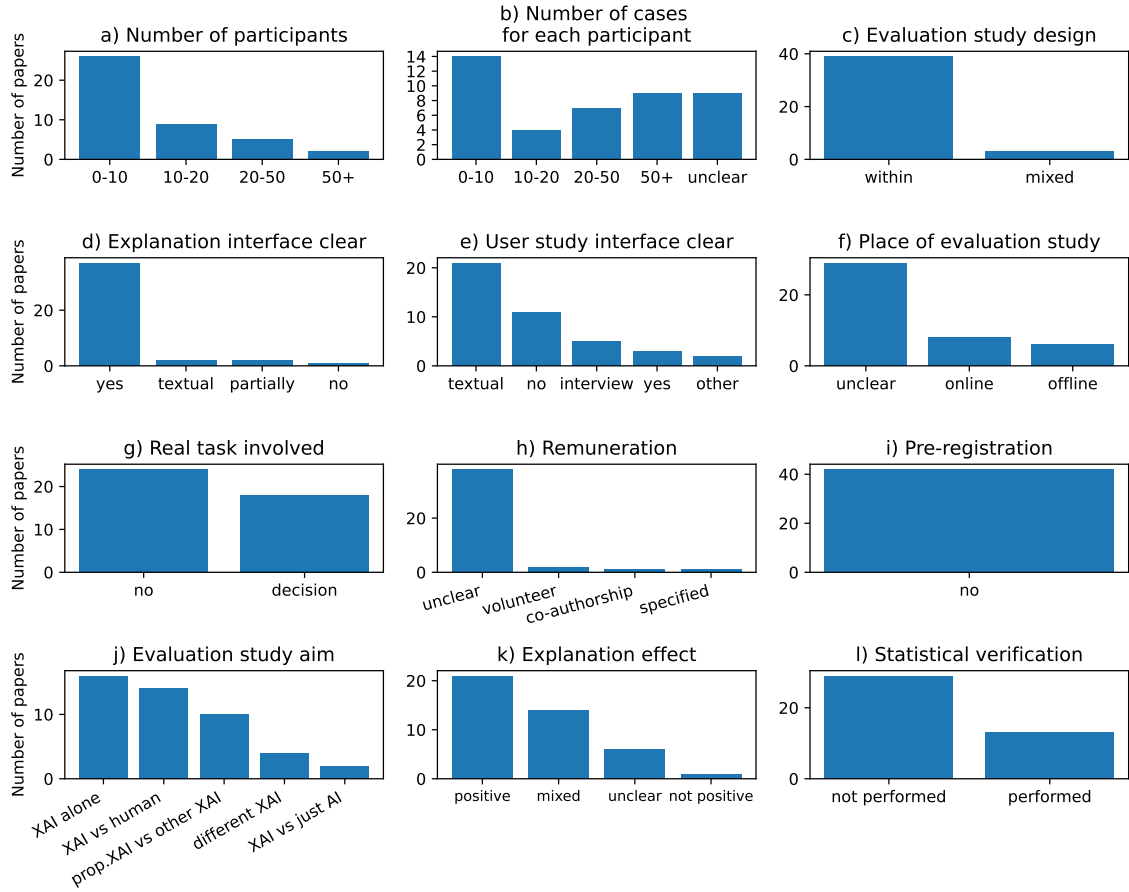 a) Number of participants
Number of papers
20
10
0
0-10 10-20 20-50 50+
b) Number of cases
for each participant
14
12
10
8
6
4
2
0
0-10 10-20 20-50 50+ unclear
c) Evaluation study design
40
20
0
within mixed
d) Explanation interface clear
Number of papers
20
0
yes textual partially no
e) User study interface clear
20
10
0
textual no interview yes other
f) Place of evaluation study
20
0
unclear online offline
g) Real task involved
Number of papers
20
10
0
no decision
h) Remuneration
20
0
unclear volunteer co-authorship specified
i) Pre-registration
40
20
0
no
j) Evaluation study aim
Number of papers
10
0
XAI alone
XAI vs human
prop.XAI vs other XAI
different XAI
XAI vs just AI
k) Explanation effect
20
10
0
positive mixed unclear not positive
l) Statistical verification
20
0
not performed performed